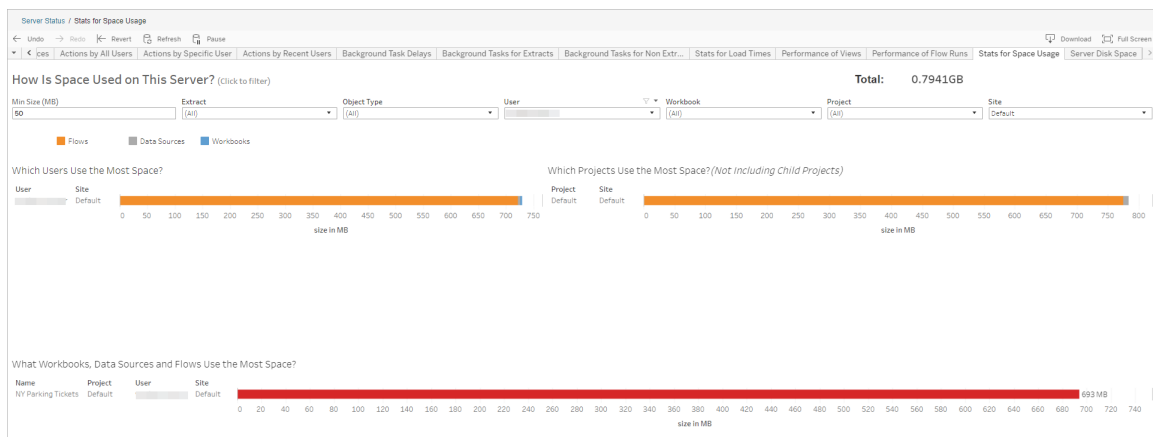 Server Status / Stats for Space Usage
← Undo → Redo Revert Refresh Pause Download Full Screen
ces Actions by All Users Actions by Specific User Actions by Recent Users Background Task Delays Background Tasks for Extracts Background Tasks for Non Extr... Stats for Load Times Performance of Views Performance of Flow Runs Stats for Space Usage Server Disk Space
How Is Space Used on This Server? (Click to filter) Total: 0.7941GB
Min Size (MB) Extract Object Type User Workbook Project Site
50 (All) (All) (All) (All) Default
Flows Data Sources Workbooks
Which Users Use the Most Space? Which Projects Use the Most Space? (Not Including Child Projects)
User Site Project Site
Default Default Default
0 50 100 150 200 250 300 350 400 450 500 550 600 650 700 750 0 50 100 150 200 250 300 350 400 450 500 550 600 650 700 750 800
size in MB size in MB
What Workbooks, Data Sources and Flows Use the Most Space?
Name Project User Site
NY Parking Tickets Default Default 693 MB
0 20 40 60 80 100 120 140 160 180 200 220 240 260 280 300 320 340 360 380 400 420 440 460 480 500 520 540 560 580 600 620 640 660 680 700 720 740
size in MB